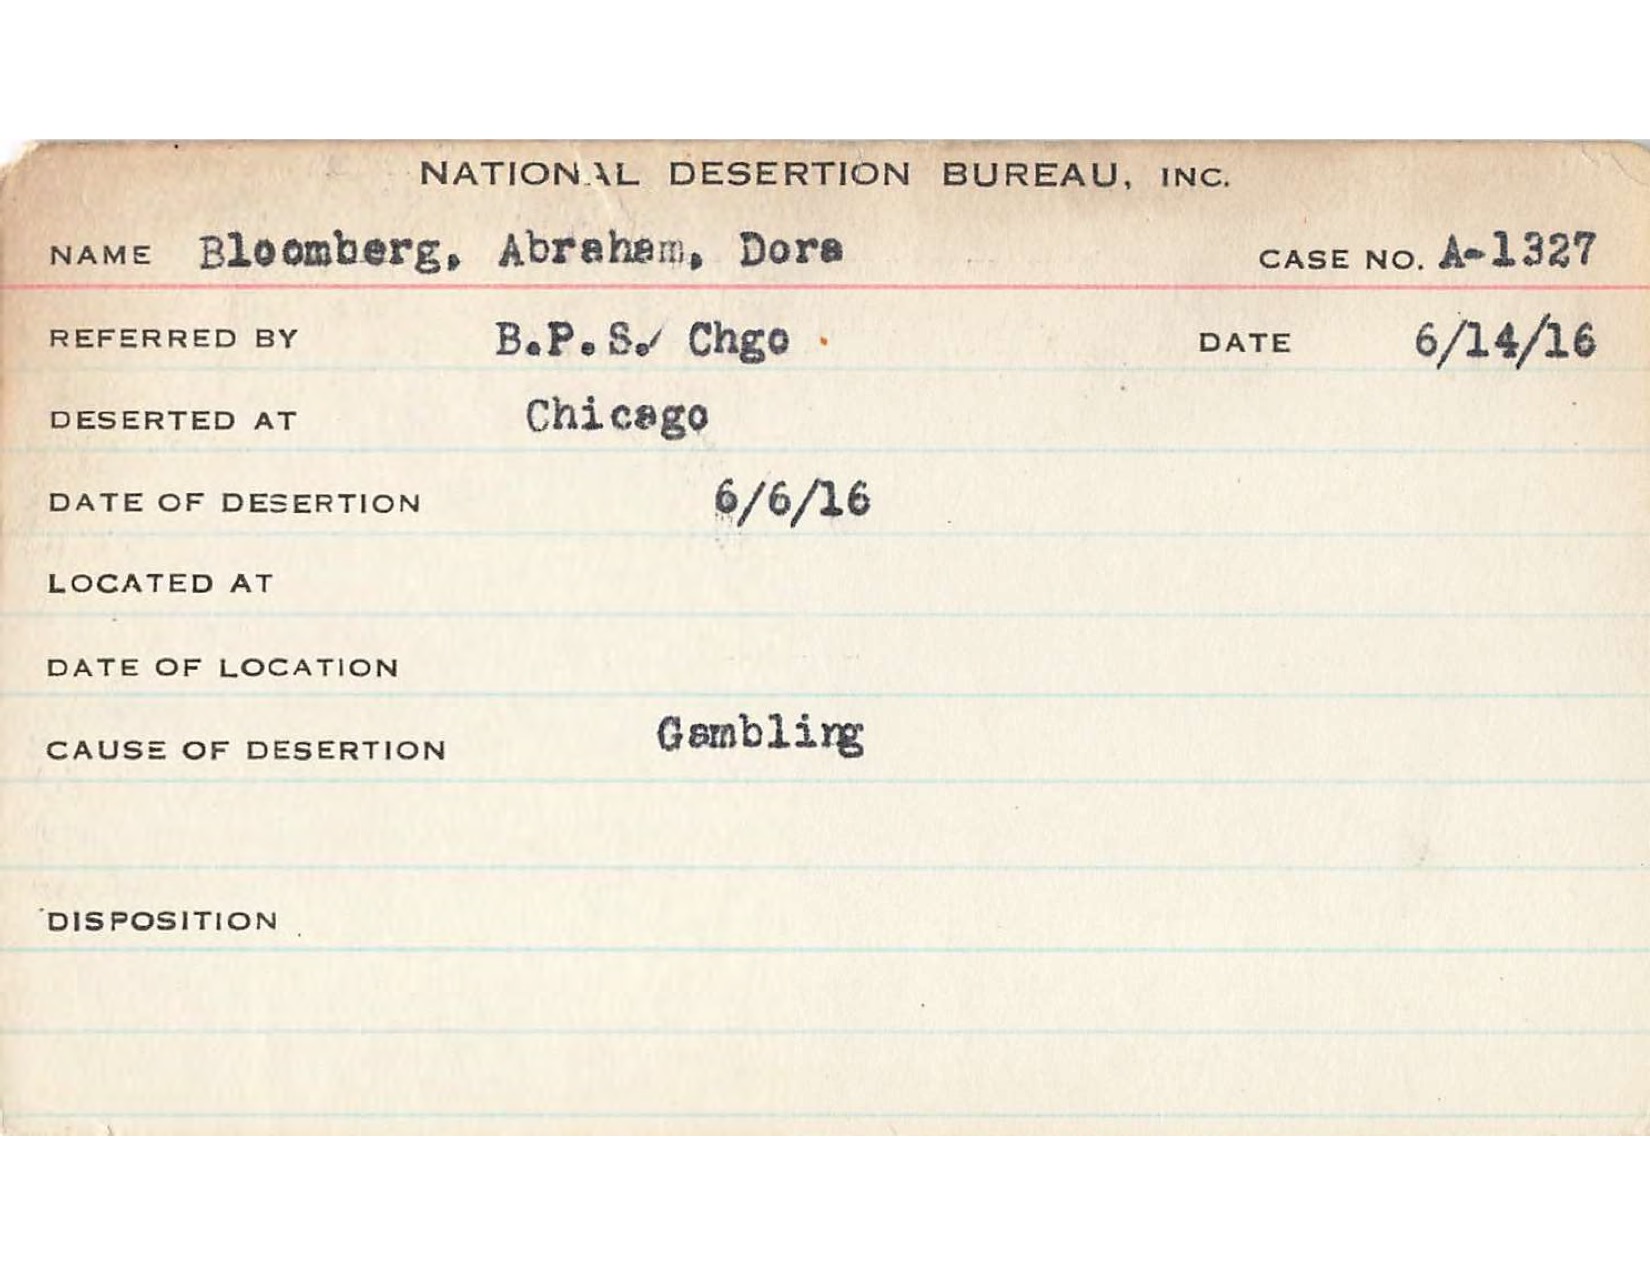 NATIONAL DESERTION BUREAU, INC.
NAME Bloomberg, Abraham, Dora CASE NO. A-1327
REFERRED BY B.P.S./ Chgo DATE 6/14/16
DESERTED AT Chicago
DATE OF DESERTION 6/6/16
LOCATED AT
DATE OF LOCATION
CAUSE OF DESERTION Gambling
DISPOSITION